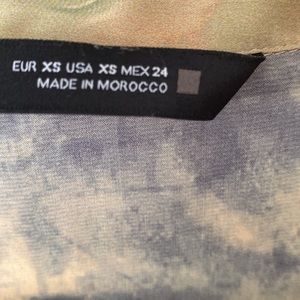 EUR XS USA XS MEX 24
MADE IN MOROCCO